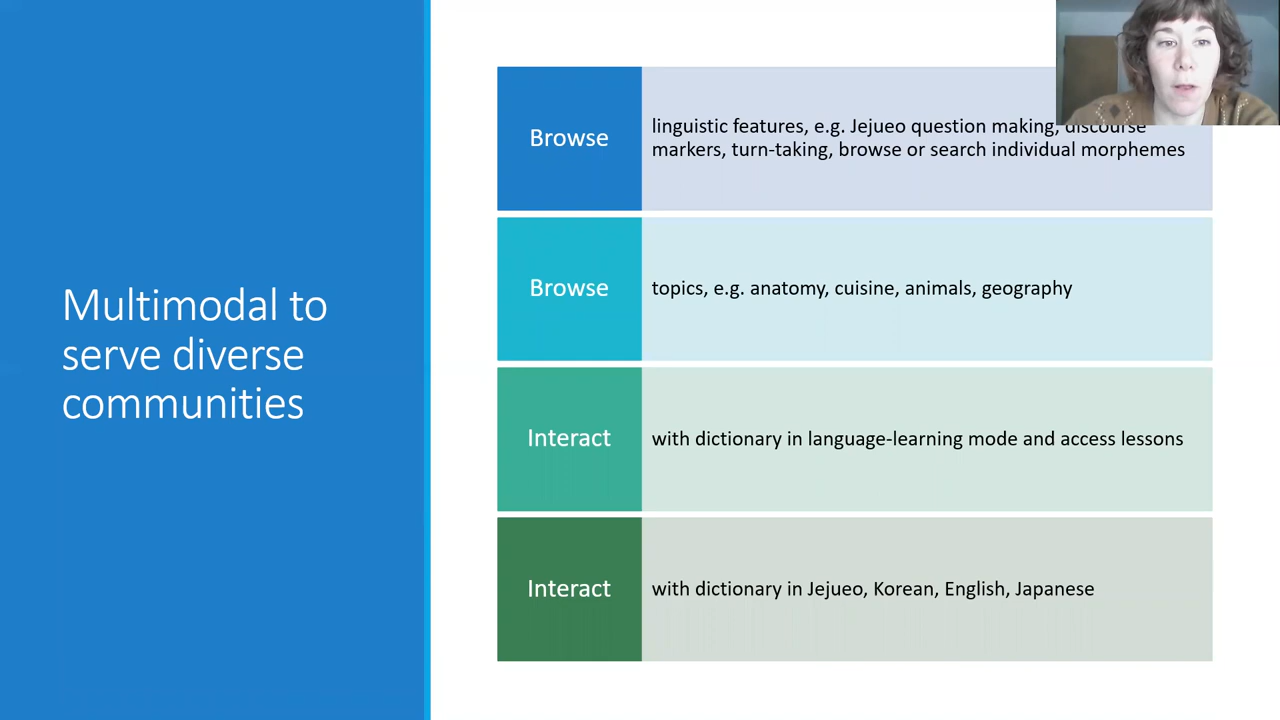 Multimodal to
serve diverse
communities
Browse
linguistic features, e.g. Jejueo question making, discourse
markers, turn-taking, browse or search individual morphemes
Browse
topics, e.g. anatomy, cuisine, animals, geography
Interact
with dictionary in language-learning mode and access lessons
Interact
with dictionary in Jejueo, Korean, English, Japanese